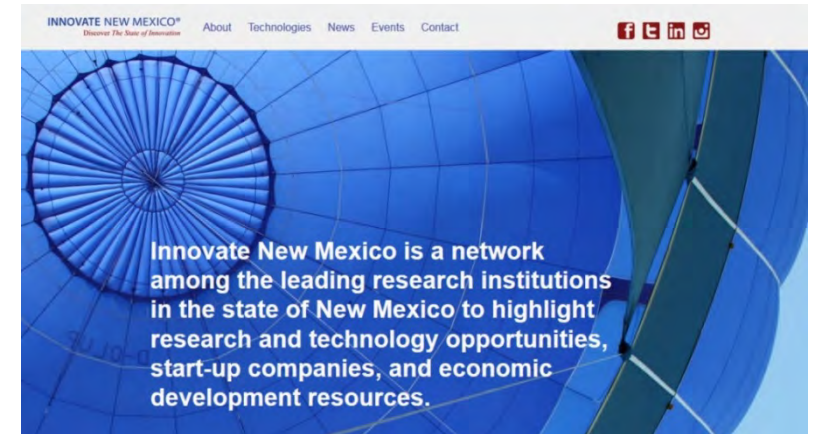 INNOVATE NEW MEXICO®
Discover The State of Innovation
About Technologies News Events Contact
Innovate New Mexico is a network
among the leading research institutions
in the state of New Mexico to highlight
research and technology opportunities,
start-up companies, and economic
development resources.